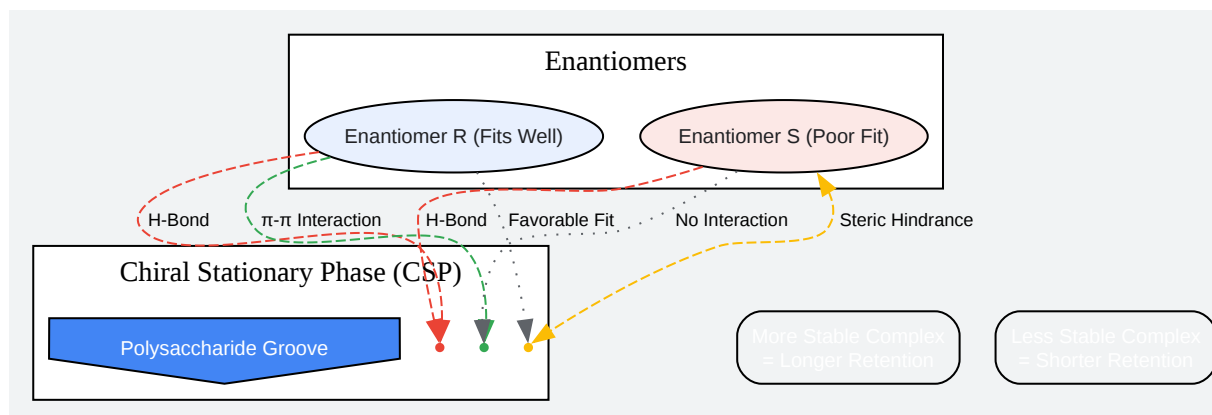 Enantiomers
Enantiomer R (Fits Well)
Enantiomer S (Poor Fit)
H-Bond
π-π Interaction
H-Bond
Favorable Fit
No Interaction
Steric Hindrance
Chiral Stationary Phase (CSP)
Polysaccharide Groove
More Stable Complex
= Longer Retention
Less Stable Complex
= Shorter Retention